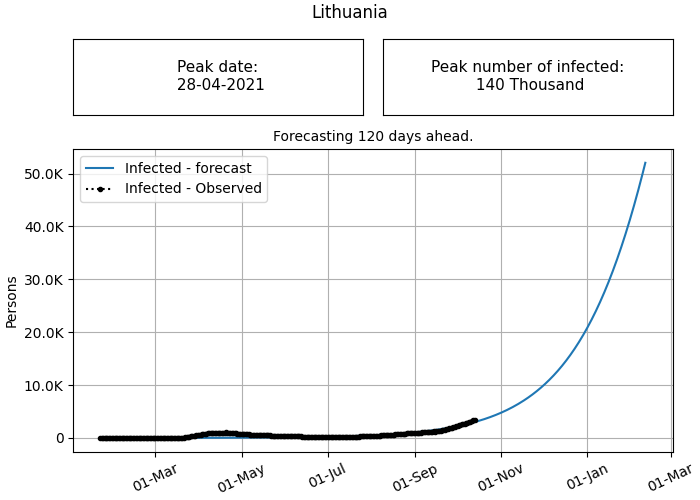 Lithuania
Peak date:
28-04-2021
Peak number of infected:
140 Thousand
Forecasting 120 days ahead.
Infected - forecast
Infected - Observed
50.0K
40.0K
30.0K
20.0K
10.0K
0
Persons
01-Mar
01-May
01-Jul
01-Sep
01-Nov
01-Jan
01-Mar